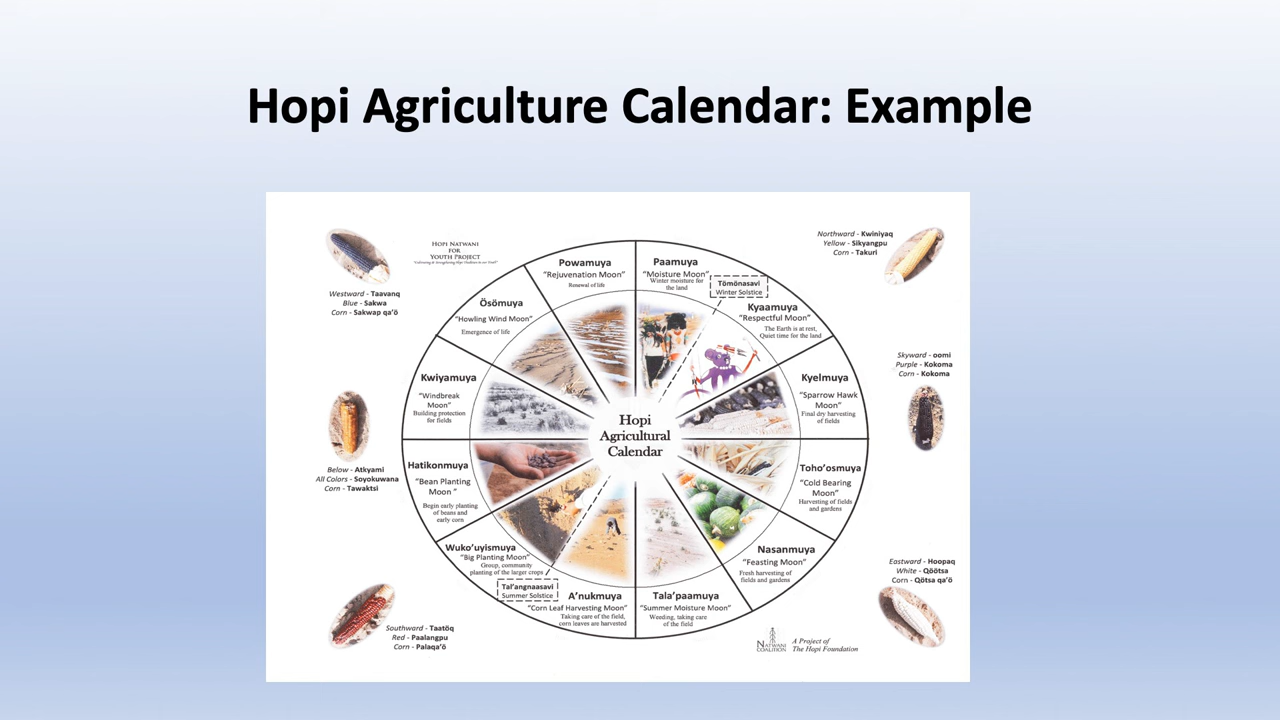 Hopi Agriculture Calendar: Example
HOPI NATWANI
FOR
YOUTH PROJECT
Westward - Taavanq
Blue - Sakwa
Corn - Sakwap qa'ö
Northward - Kwiniyaq
Yellow - Sikyangpu
Corn - Takuri
Powamuya
"Rejuvenation Moon"
Renewal of life
Paamuya
"Moisture Moon"
Winter moisture for
the land
Tömönasavi
Winter Solstice
Kyaamuya
"Respectful Moon"
The Earth is at rest,
Quiet time for the land
Ösömuya
"Howling Wind Moon"
Emergence of life
Kwiyamuya
"Windbreak
Moon"
Building protection
for fields
Kyelmuya
"Sparrow Hawk
Moon"
Final dry harvesting
of fields
Skyward - oomi
Purple - Kokoma
Corn - Kokoma
Hopi
Agricultural
Calendar
Below - Atkyami
All Colors - Soyokuwana
Corn - Tawaktsi
Hatikonmuya
"Bean Planting
Moon "
Begin early planting
of beans and
early corn
Toho'osmuya
"Cold Bearing
Moon"
Harvesting of fields
and gardens
Wuko'uyismuya
"Big Planting Moon"
Group, community
planting of the larger crops
Tal'angnaasavi
Summer Solstice
A'nukmuya
"Corn Leaf Harvesting Moon"
Taking care of the field,
corn leaves are harvested
Tala'paamuya
"Summer Moisture Moon"
Weeding, taking care
of the field
Nasanmuya
"Feasting Moon"
Fresh harvesting of
fields and gardens
Eastward - Hoopaq
White - Qöötsa
Corn - Qötsa qa'ö
Southward - Taatöq
Red - Paalangpu
Corn - Palaqa'ö
NATWANI
COALITION
A Project of
The Hopi Foundation